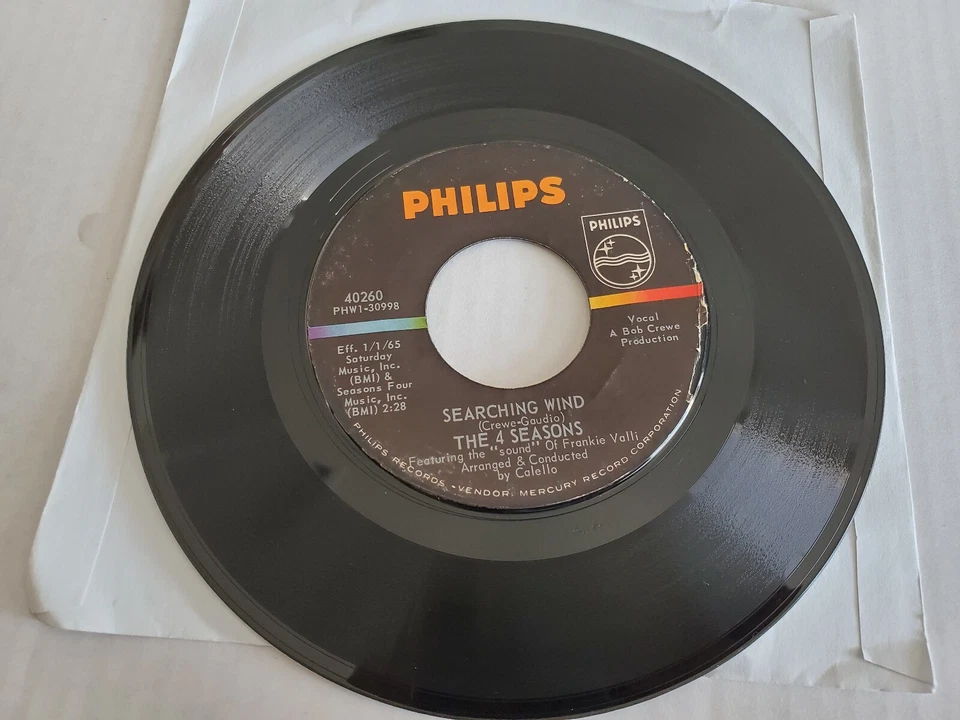 PHILIPS
PHILIPS
40260
PHW1-30998
Vocal
A Bob Crewe
Production
Eff. 1/1/65
Saturday
Music, Inc.
(BMI) &
Seasons Four
Music, Inc.
(BMI) 2:28
SEARCHING WIND
(Crewe-Gaudio)
THE 4 SEASONS
Featuring the "sound" Of Frankie Valli
Arranged & Conducted
by Calello
PHILIPS RECORDS, • VENDOR, MERCURY RECORD CORPORATION